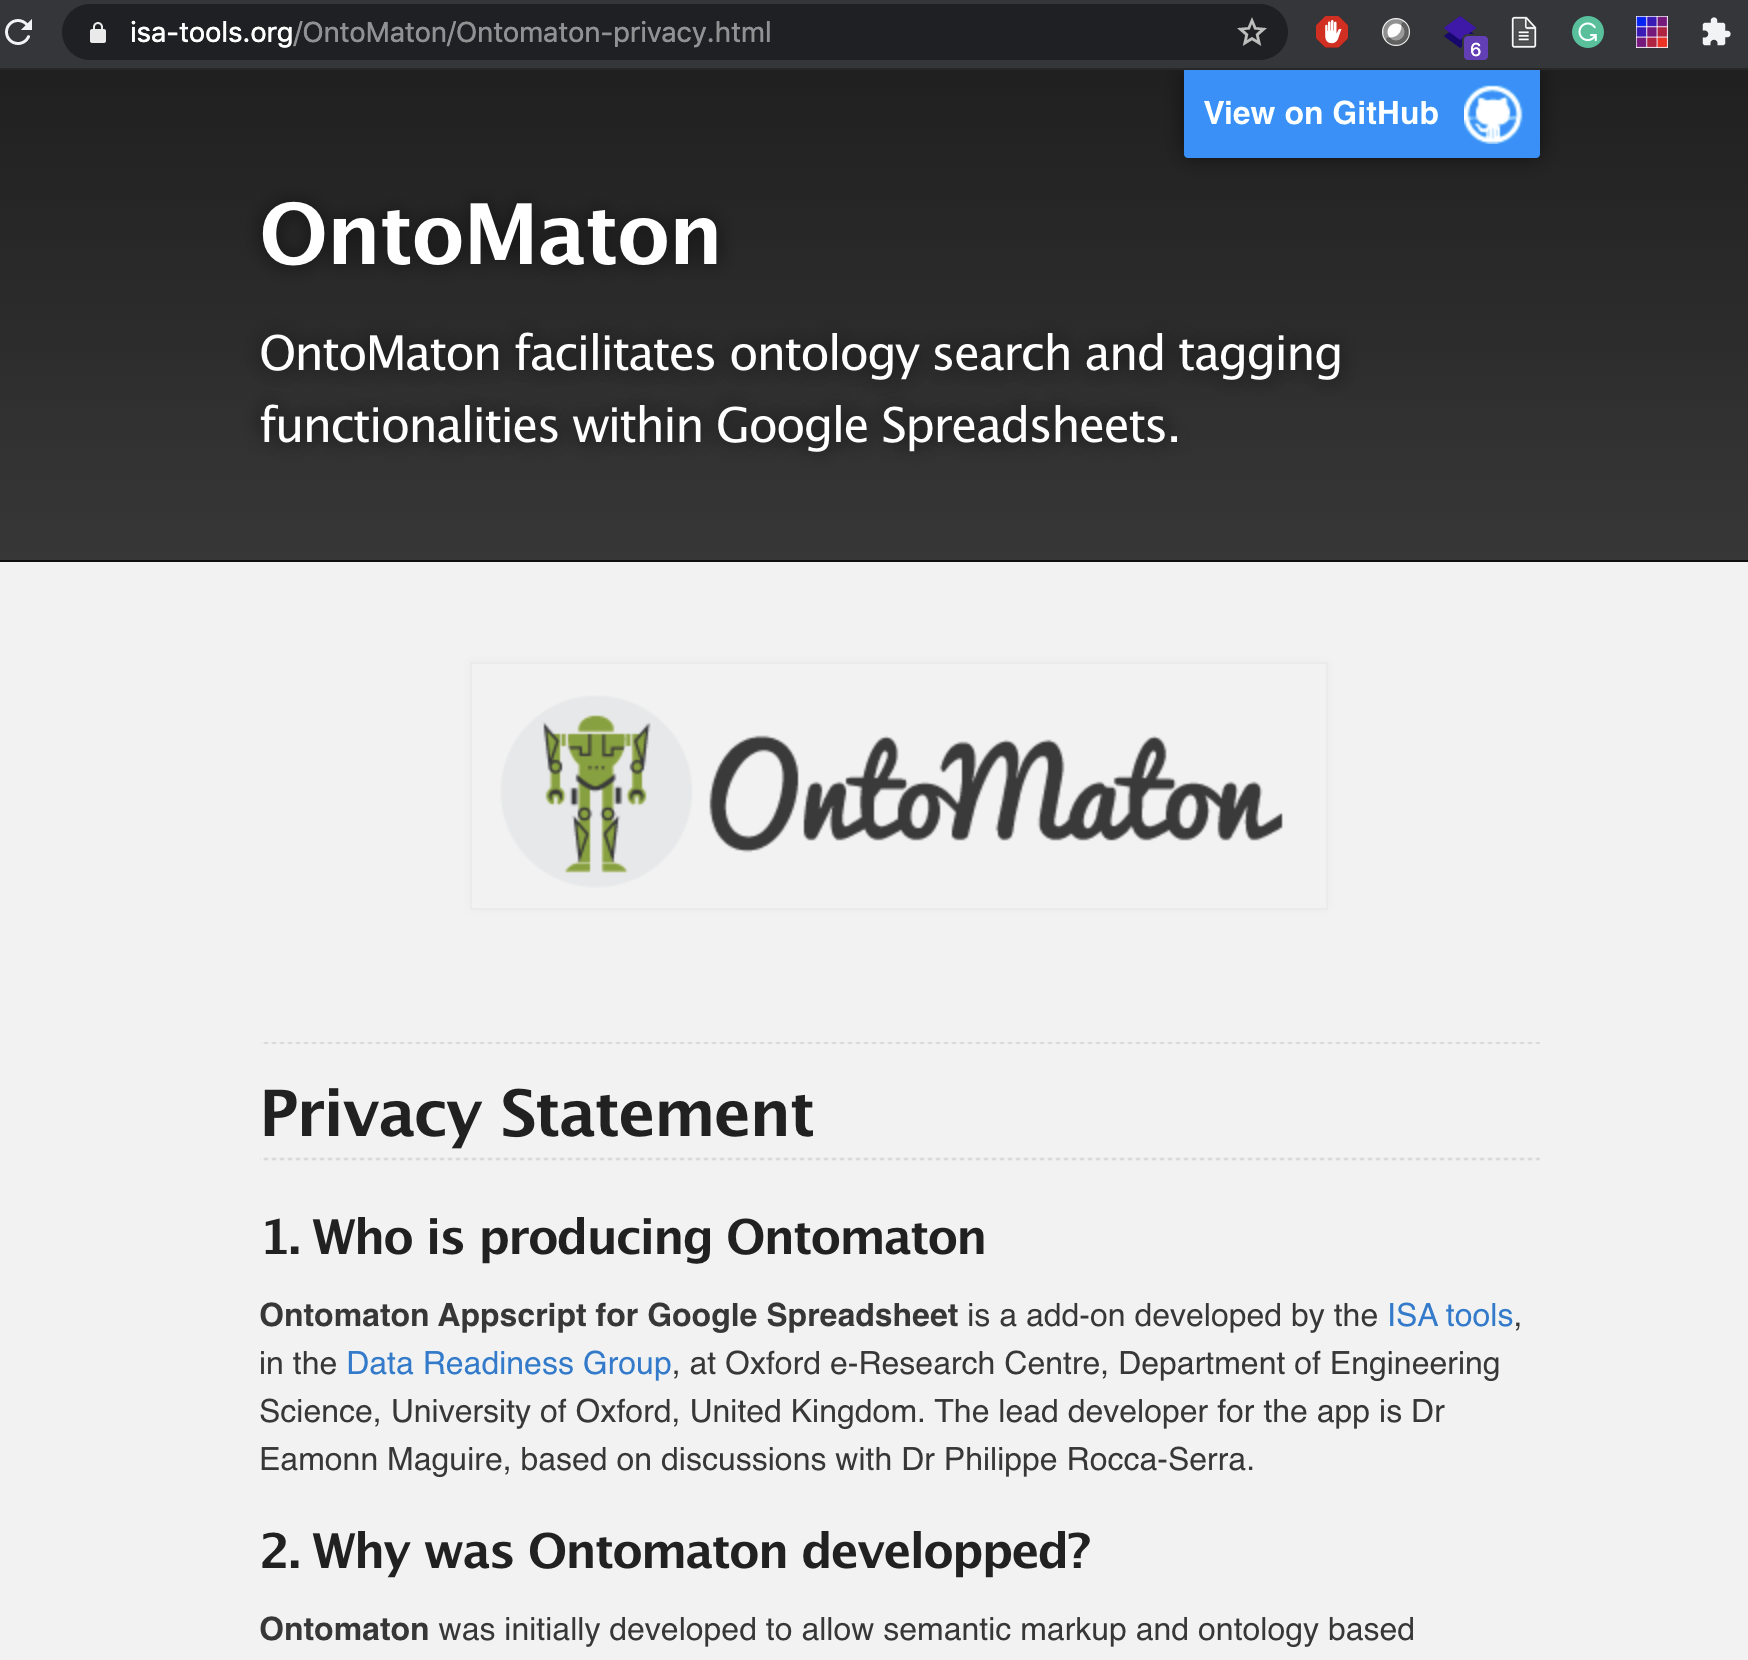 isa-tools.org/OntoMaton/Ontomaton-privacy.html
6
View on GitHub
OntoMaton
OntoMaton facilitates ontology search and tagging
functionalities within Google Spreadsheets.
OntoMaton
Privacy Statement
1. Who is producing Ontomaton
Ontomaton Appscript for Google Spreadsheet is a add-on developed by the ISA tools,
in the Data Readiness Group, at Oxford e-Research Centre, Department of Engineering
Science, University of Oxford, United Kingdom. The lead developer for the app is Dr
Eamonn Maguire, based on discussions with Dr Philippe Rocca-Serra.
2. Why was Ontomaton developped?
Ontomaton was initially developed to allow semantic markup and ontology based